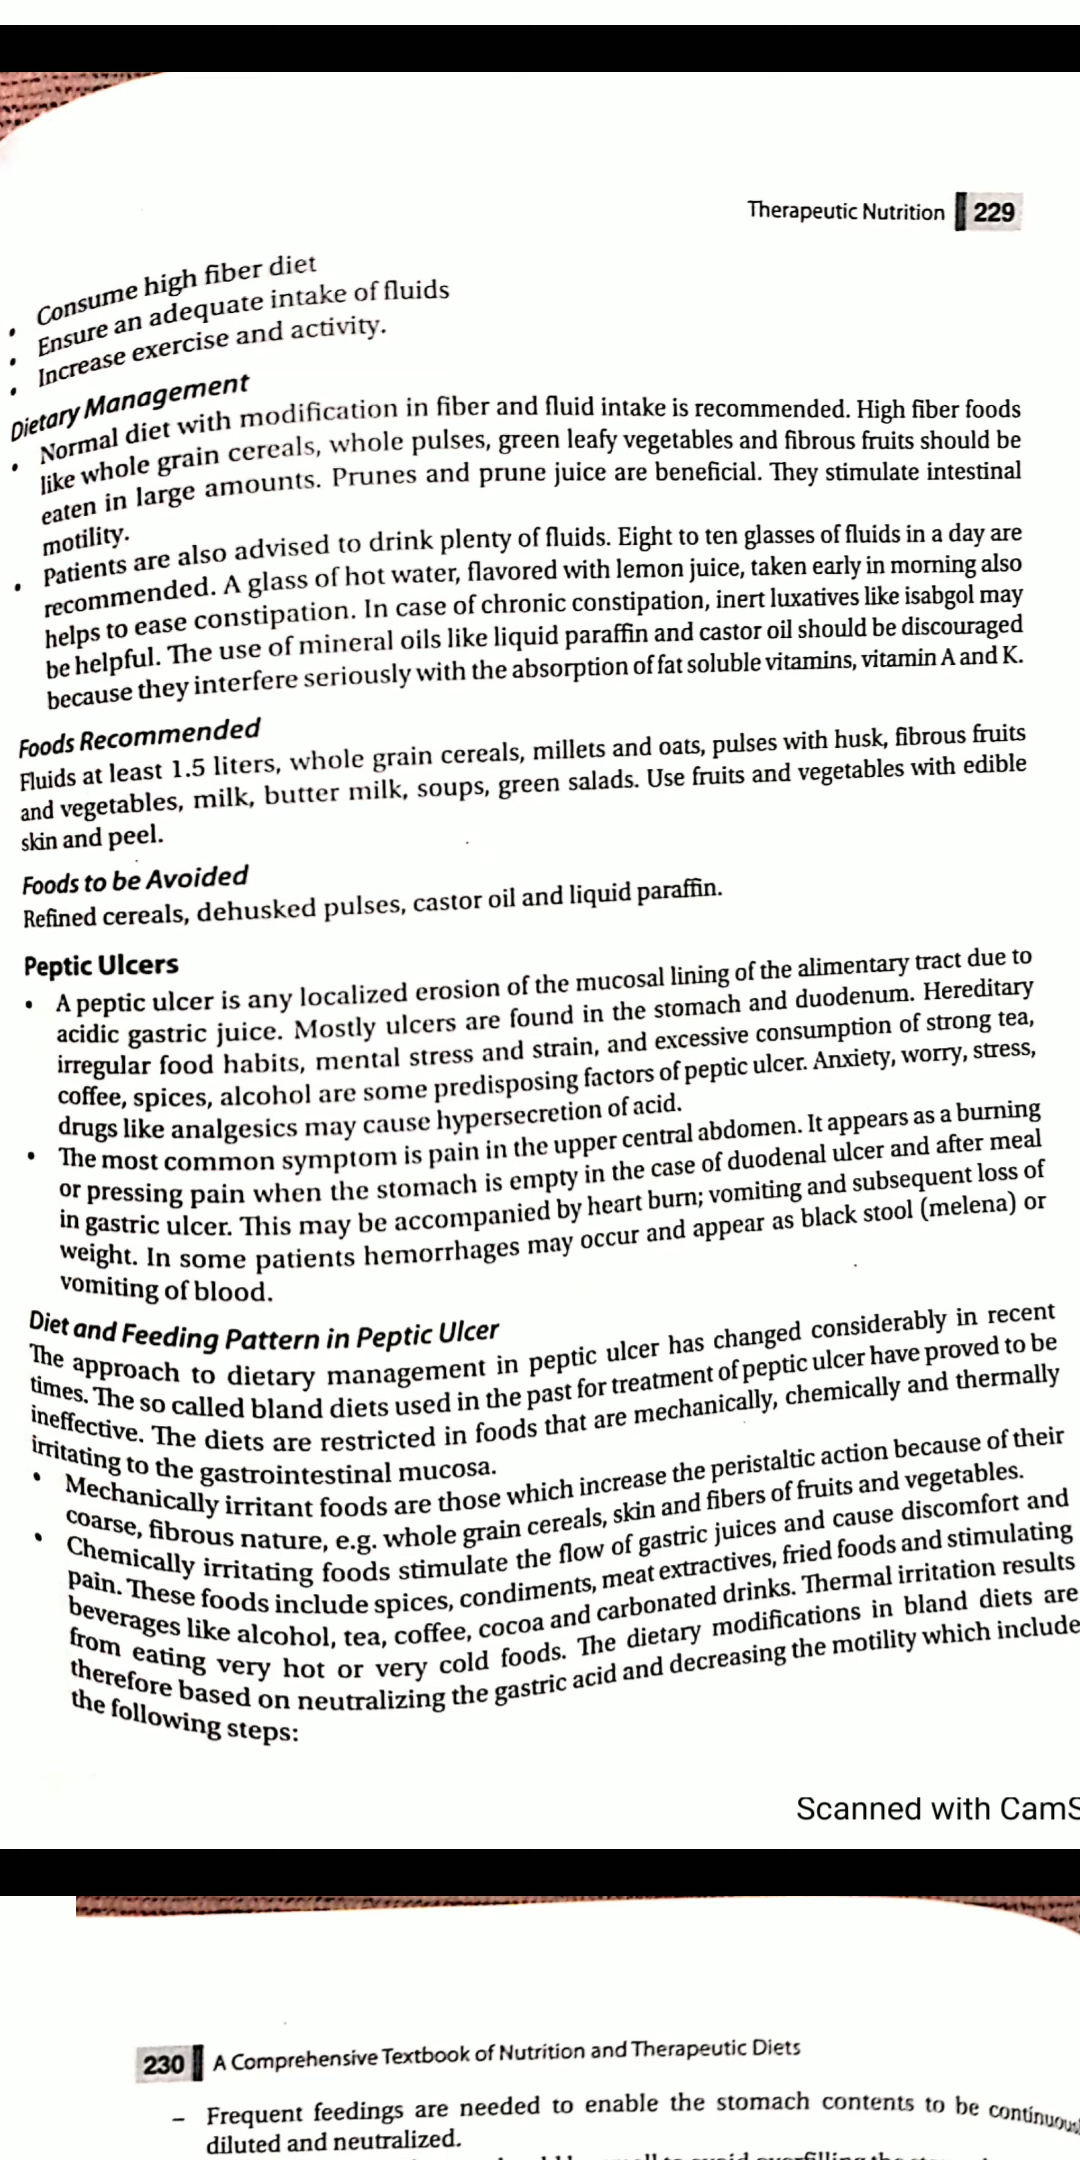 Therapeutic Nutrition 229
• Consume high fiber diet
• Ensure an adequate intake of fluids
• Increase exercise and activity.
Dietary Management
• Normal diet with modification in fiber and fluid intake is recommended. High fiber foods
like whole grain cereals, whole pulses, green leafy vegetables and fibrous fruits should be
eaten in large amounts. Prunes and prune juice are beneficial. They stimulate intestinal
motility.
• Patients are also advised to drink plenty of fluids. Eight to ten glasses of fluids in a day are
recommended. A glass of hot water, flavored with lemon juice, taken early in morning also
helps to ease constipation. In case of chronic constipation, inert luxatives like isabgol may
be helpful. The use of mineral oils like liquid paraffin and castor oil should be discouraged
because they interfere seriously with the absorption of fat soluble vitamins, vitamin A and K.
Foods Recommended
Fluids at least 1.5 liters, whole grain cereals, millets and oats, pulses with husk, fibrous fruits
and vegetables, milk, butter milk, soups, green salads. Use fruits and vegetables with edible
skin and peel.
Foods to be Avoided
Refined cereals, dehusked pulses, castor oil and liquid paraffin.
Peptic Ulcers
• A peptic ulcer is any localized erosion of the mucosal lining of the alimentary tract due to
acidic gastric juice. Mostly ulcers are found in the stomach and duodenum. Hereditary
irregular food habits, mental stress and strain, and excessive consumption of strong tea,
coffee, spices, alcohol are some predisposing factors of peptic ulcer. Anxiety, worry, stress,
drugs like analgesics may cause hypersecretion of acid.
• The most common symptom is pain in the upper central abdomen. It appears as a burning
or pressing pain when the stomach is empty in the case of duodenal ulcer and after meal
in gastric ulcer. This may be accompanied by heart burn; vomiting and subsequent loss of
weight. In some patients hemorrhages may occur and appear as black stool (melena) or
vomiting of blood.
Diet and Feeding Pattern in Peptic Ulcer
The approach to dietary management in peptic ulcer has changed considerably in recent
times. The so called bland diets used in the past for treatment of peptic ulcer have proved to be
ineffective. The diets are restricted in foods that are mechanically, chemically and thermally
irritating to the gastrointestinal mucosa.
• Mechanically irritant foods are those which increase the peristaltic action because of their
coarse, fibrous nature, e.g. whole grain cereals, skin and fibers of fruits and vegetables.
• Chemically irritating foods stimulate the flow of gastric juices and cause discomfort and
pain. These foods include spices, condiments, meat extractives, fried foods and stimulating
beverages like alcohol, tea, coffee, cocoa and carbonated drinks. Thermal irritation results
from eating very hot or very cold foods. The dietary modifications in bland diets are
therefore based on neutralizing the gastric acid and decreasing the motility which include
the following steps:
Scanned with CamS
230 A Comprehensive Textbook of Nutrition and Therapeutic Diets
– Frequent feedings are needed to enable the stomach contents to be continuous
diluted and neutralized.